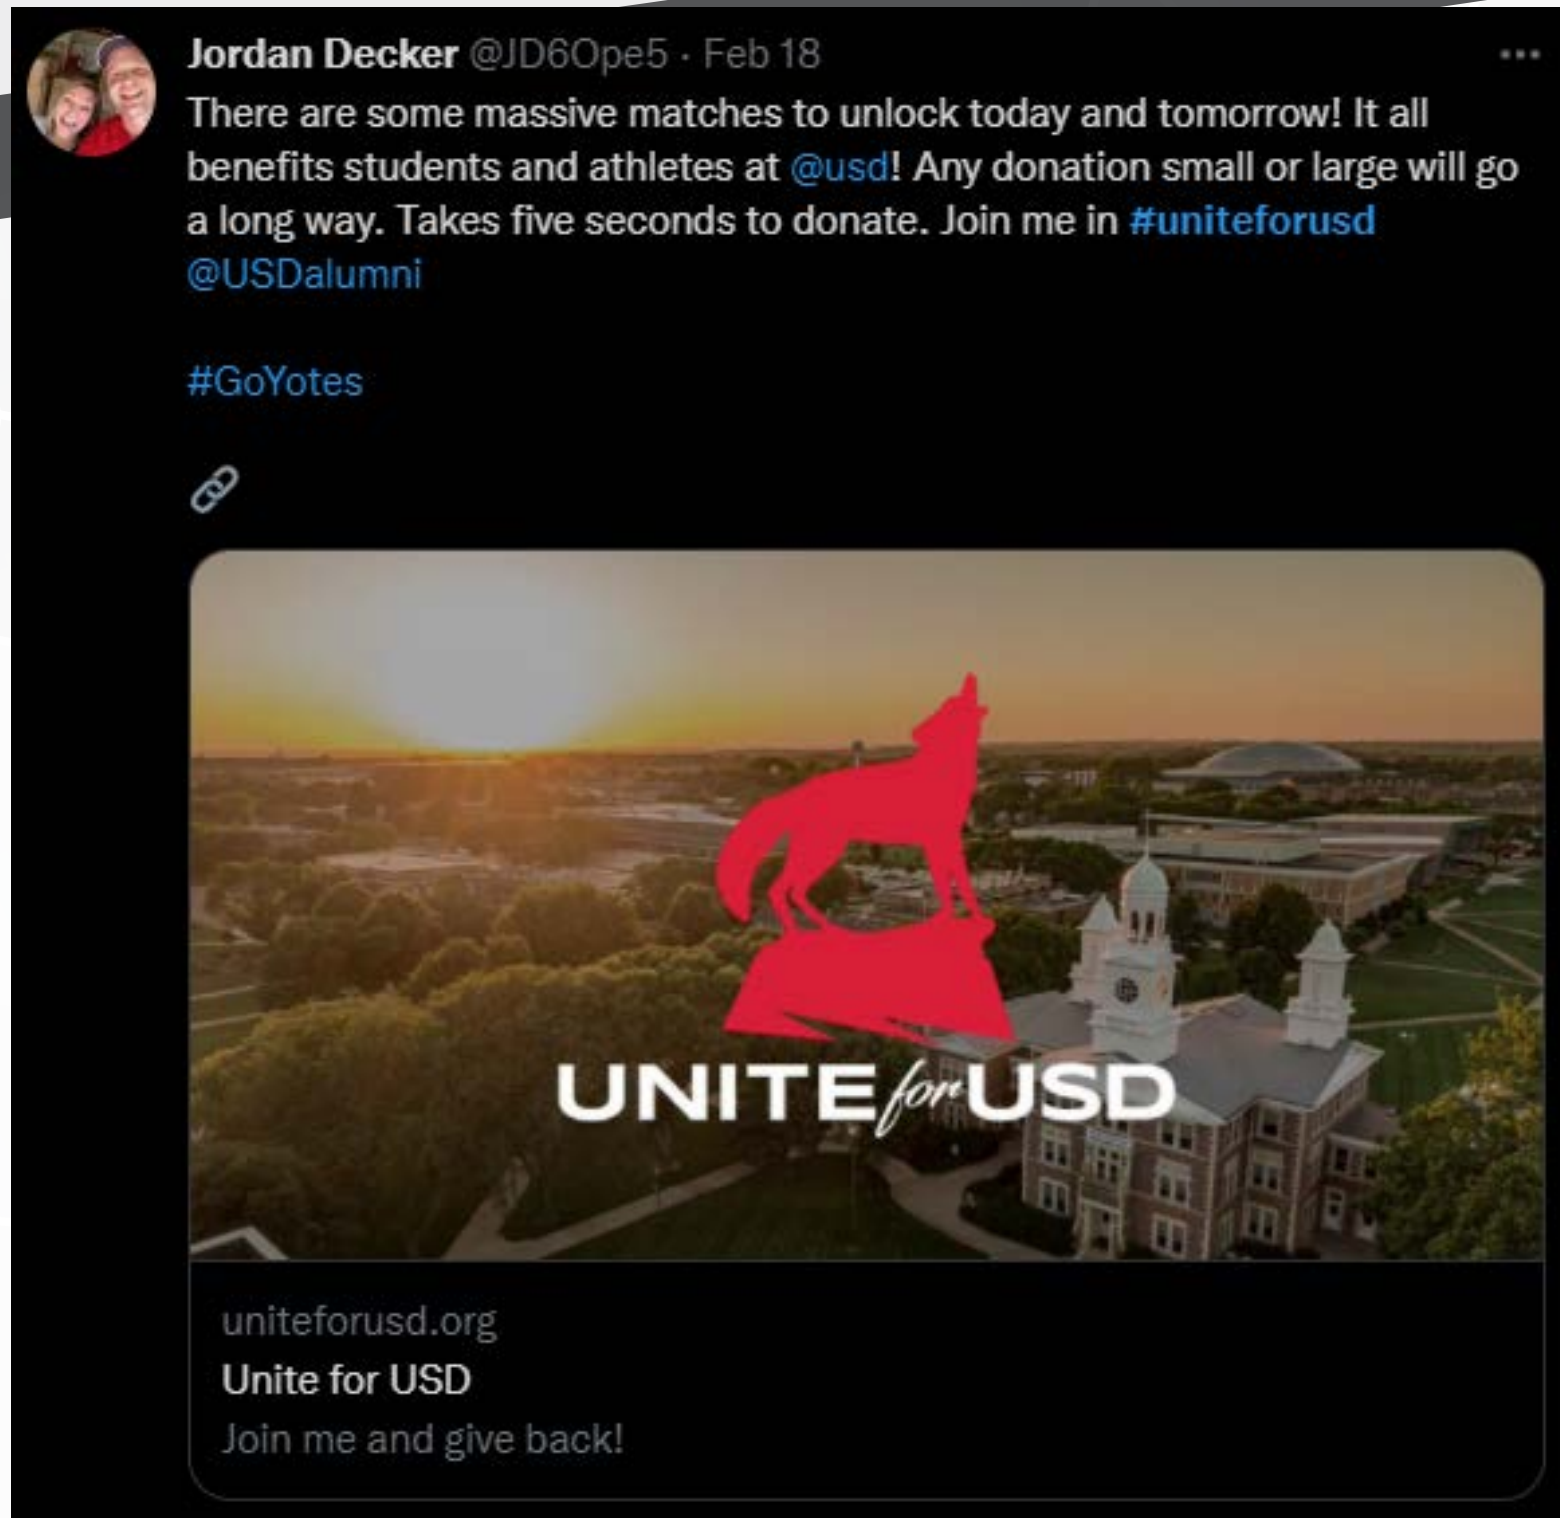 Jordan Decker @JD6Ope5 · Feb 18
There are some massive matches to unlock today and tomorrow! It all
benefits students and athletes at @usd! Any donation small or large will go
a long way. Takes five seconds to donate. Join me in #uniteforusd
@USDalumni
#GoYotes
UNITE for USD
uniteforusd.org
Unite for USD
Join me and give back!